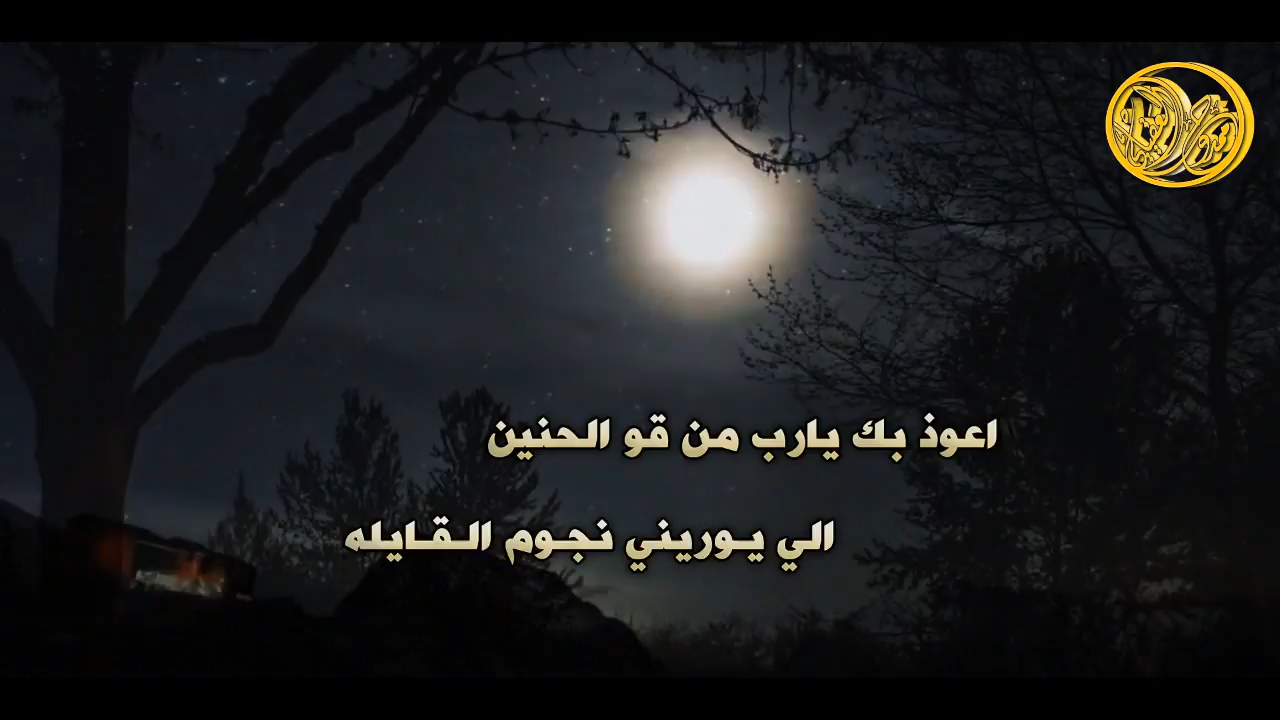 اعوذ بك يارب من قو الحنين
الي يوريني نجوم القايله